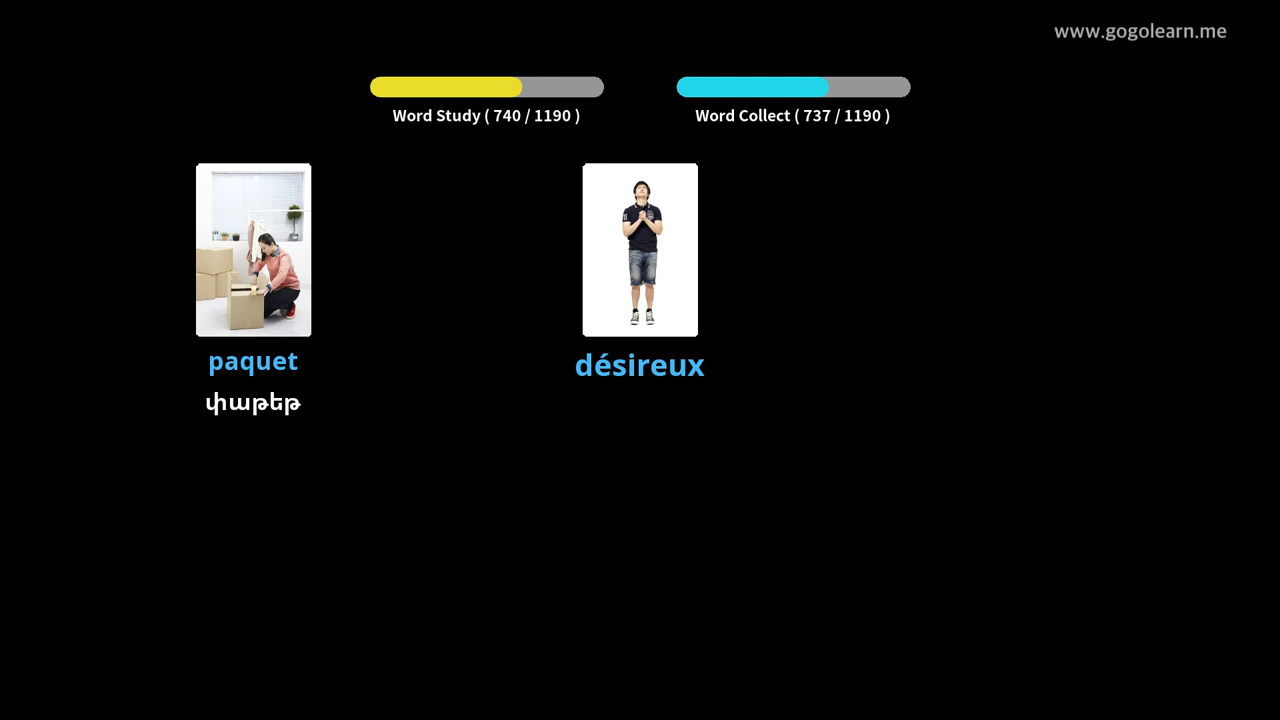 www.gogolearn.me
Word Study ( 740 / 1190 )
Word Collect ( 737 / 1190 )
paquet
փաթեթ
désireux